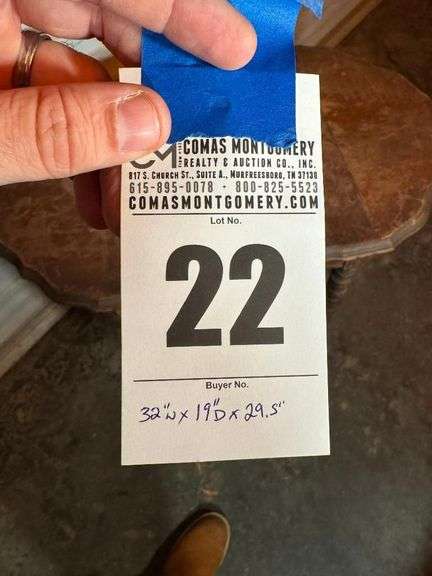 COMAS MONTGOMERY
REALTY & AUCTION CO., INC.
817 S. CHURCH ST., SUITE A., MURFREESBORO, TN 37130
615-895-0078 • 800-825-5523
COMASMONTGOMERY.COM
Lot No.
22
Buyer No.
32"W x 19"D x 29.5"